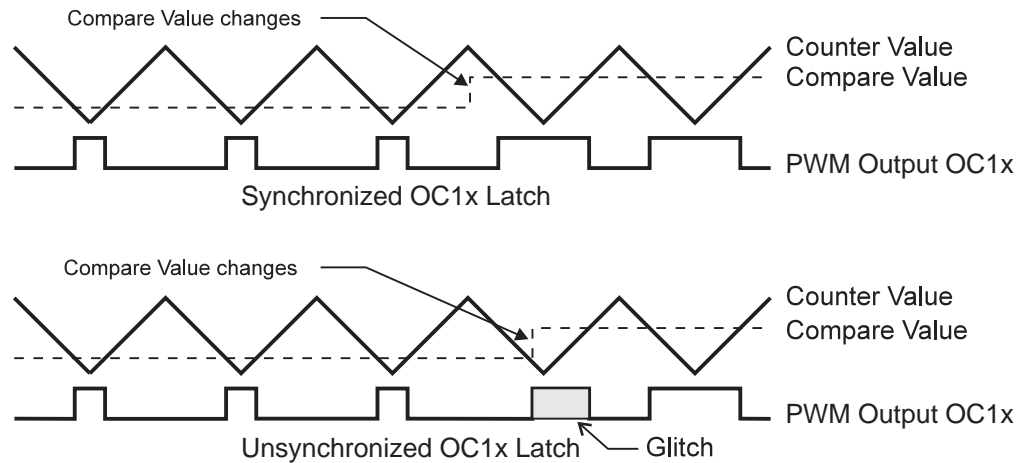 Compare Value changes
Counter Value
Compare Value
PWM Output OC1x
Synchronized OC1x Latch
Compare Value changes
Counter Value
Compare Value
PWM Output OC1x
Unsynchronized OC1x Latch
Glitch